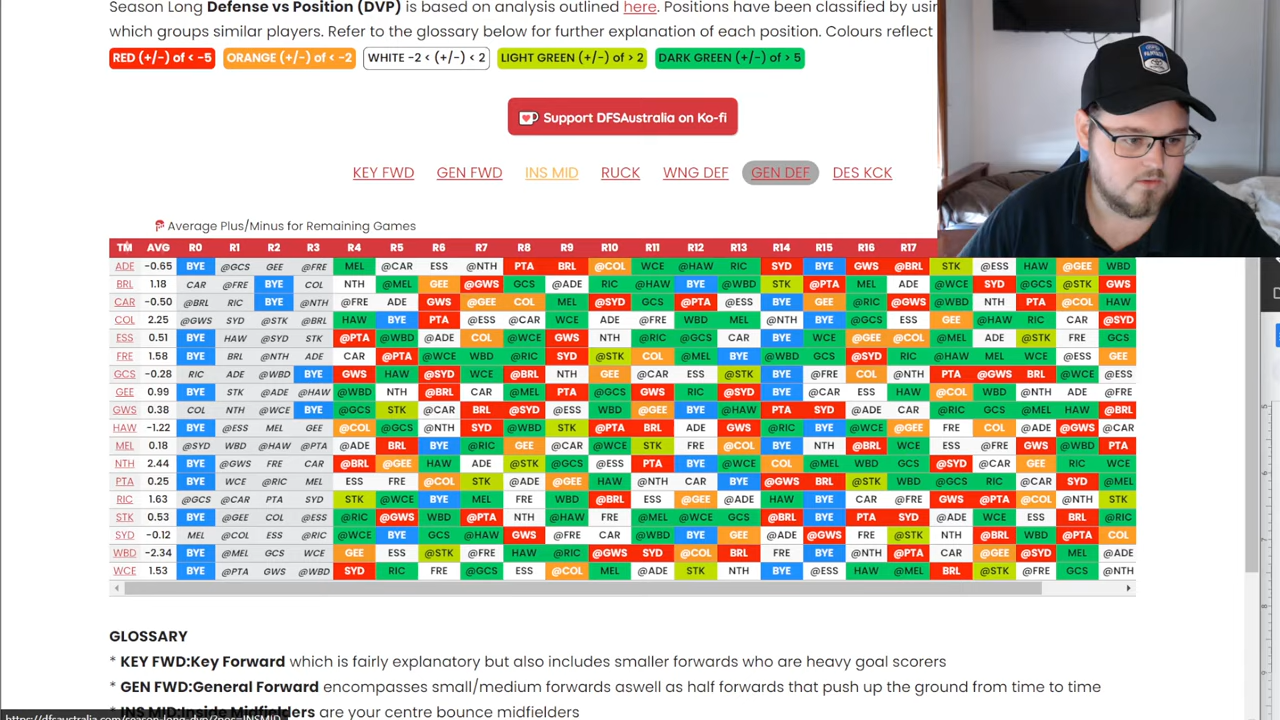 Season Long Defense vs Position (DVP) is based on analysis outlined here. Positions have been classified by usin
which groups similar players. Refer to the glossary below for further explanation of each position. Colours reflect
RED (+/-) of < -5 ORANGE (+/-) of < -2 WHITE -2 < (+/-) < 2 LIGHT GREEN (+/-) of > 2 DARK GREEN (+/-) of > 5
Support DFSAustralia on Ko-fi
KEY FWD GEN FWD INS MID RUCK WNG DEF GEN DEF DES KCK
Average Plus/Minus for Remaining Games
TM AVG R0 R1 R2 R3 R4 R5 R6 R7 R8 R9 R10 R11 R12 R13 R14 R15 R16 R17
ADE -0.65 BYE @GCS GEE @FRE MEL @CAR ESS @NTH PTA BRL @COL WCE @HAW RIC SYD BYE GWS @BRL STK @ESS HAW @GEE WBD
BRL 1.18 CAR @FRE BYE COL NTH @MEL GEE @GWS GCS @ADE RIC @HAW BYE @WBD STK @PTA MEL ADE @WCE SYD @GCS @STK GWS
CAR -0.50 @BRL RIC BYE @NTH @FRE ADE GWS @GEE COL MEL @SYD GCS @PTA @ESS BYE GEE @RIC @GWS @WBD NTH PTA @COL HAW
COL 2.25 @GWS SYD @STK @BRL HAW BYE PTA @ESS @CAR WCE ADE @FRE WBD MEL @NTH BYE @GCS ESS GEE @HAW RIC CAR @SYD
ESS 0.51 BYE HAW @SYD STK @PTA @WBD @ADE COL @WCE GWS NTH @RIC @GCS CAR BYE WCE @GEE @COL @MEL ADE @STK FRE GCS
FRE 1.58 BYE BRL @NTH ADE CAR @PTA @WCE WBD @RIC SYD @STK COL @MEL BYE @WBD GCS @SYD RIC @HAW MEL WCE @ESS GEE
GCS -0.28 RIC ADE @WBD BYE GWS HAW @SYD WCE @BRL NTH GEE @CAR ESS @STK BYE @FRE COL @NTH PTA @GWS BRL @WCE @ESS
GEE 0.99 BYE STK @ADE @HAW @WBD NTH @BRL CAR @MEL PTA @GCS GWS RIC @SYD BYE @CAR ESS HAW @COL WBD @NTH ADE @FRE
GWS 0.38 COL NTH @WCE BYE @GCS STK @CAR BRL @SYD @ESS WBD @GEE BYE @HAW PTA SYD @ADE CAR @RIC GCS @MEL HAW @BRL
HAW -1.22 BYE @ESS MEL GEE @COL @GCS @NTH SYD @WBD STK @PTA BRL ADE GWS @RIC BYE WCE @GEE FRE COL @ADE @GWS @CAR
MEL 0.18 @SYD WBD @HAW @PTA @ADE BRL BYE @RIC GEE @CAR @WCE STK FRE @COL BYE NTH @BRL WCE ESS @FRE GWS @WBD PTA
NTH 2.44 BYE @GWS FRE CAR @BRL @GEE HAW ADE @STK @GCS @ESS PTA BYE @WCE COL @MEL WBD GCS @SYD @CAR GEE RIC WCE
PTA 0.25 BYE WCE @RIC MEL ESS FRE @COL STK @ADE @GEE HAW @NTH CAR BYE @GWS BRL @STK WBD @GCS RIC @CAR SYD @MEL
RIC 1.63 @GCS @CAR PTA SYD STK @WCE BYE MEL FRE WBD @BRL ESS @GEE @ADE HAW BYE CAR @FRE GWS @PTA @COL @NTH STK
STK 0.53 BYE @GEE COL @ESS @RIC @GWS WBD @PTA NTH @HAW FRE @MEL @WCE GCS @BRL BYE PTA SYD @ADE WCE ESS BRL @RIC
SYD -0.12 MEL @COL ESS @RIC @WCE BYE GCS @HAW GWS @FRE CAR @WBD BYE GEE @ADE @GWS FRE @STK NTH @BRL WBD @PTA COL
WBD -2.34 BYE @MEL GCS WCE GEE ESS @STK @FRE HAW @RIC @GWS SYD @COL BRL FRE BYE @NTH @PTA CAR @GEE @SYD MEL @ADE
WCE 1.53 BYE @PTA GWS @WBD SYD RIC FRE @GCS ESS @COL MEL @ADE STK NTH BYE @ESS HAW @MEL BRL @STK @FRE GCS @NTH
GLOSSARY
* KEY FWD:Key Forward which is fairly explanatory but also includes smaller forwards who are heavy goal scorers
* GEN FWD:General Forward encompasses small/medium forwards aswell as half forwards that push up the ground from time to time
* INS MID:Inside Midfielders are your centre bounce midfielders
https://dfsaustralia.com/season-long-dvp/?pos=INSMID